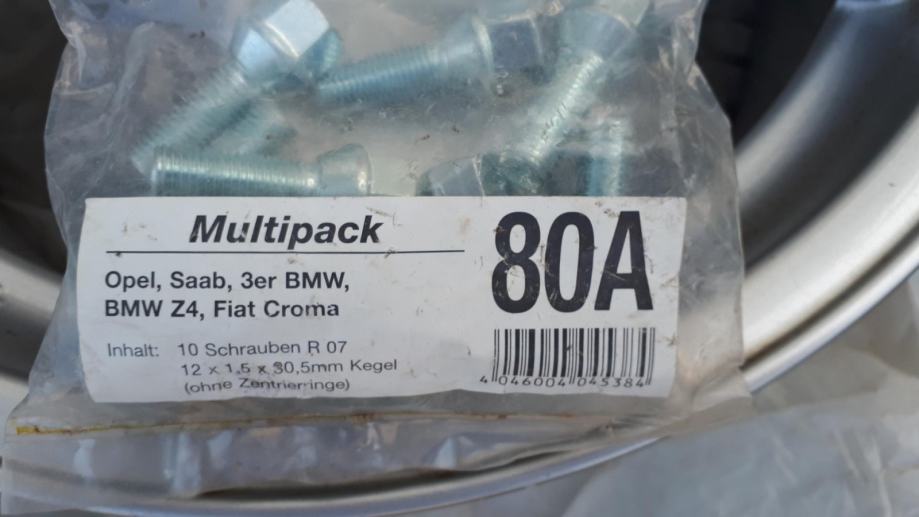 Multipack
80A
Opel, Saab, 3er BMW,
BMW Z4, Fiat Croma
Inhalt: 10 Schrauben R 07
12 x 1,5 x 30,5mm Kegel
(ohne Zentrierringe)
4 046004 045384